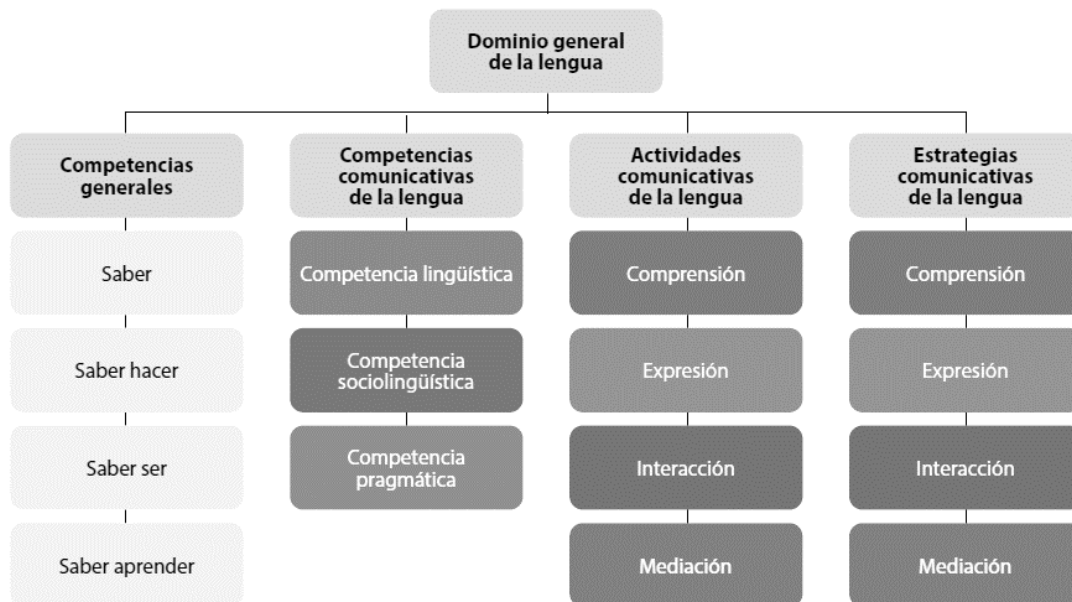 Dominio general
de la lengua
Competencias
generales
Saber
Saber hacer
Saber ser
Saber aprender
Competencias
comunicativas
de la lengua
Competencia lingüística
Competencia
sociolingüística
Competencia
pragmática
Actividades
comunicativas
de la lengua
Comprensión
Expresión
Interacción
Mediación
Estrategias
comunicativas
de la lengua
Comprensión
Expresión
Interacción
Mediación